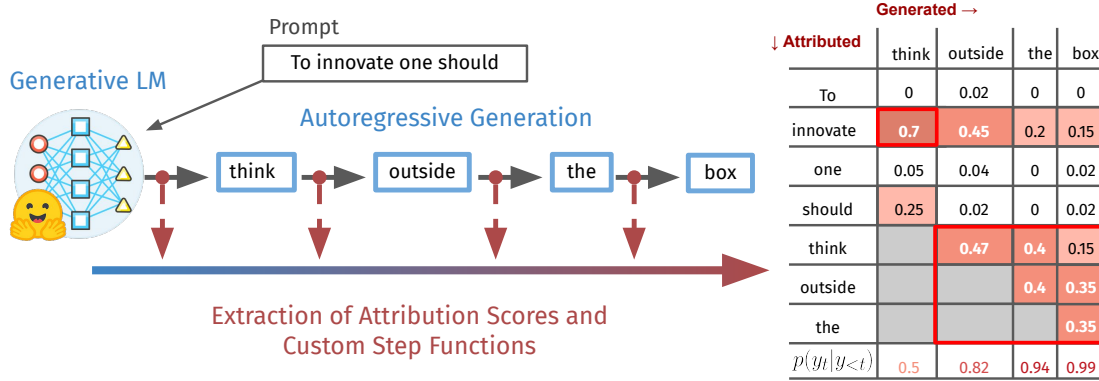 Prompt
To innovate one should
Generative LM
Autoregressive Generation
think
outside
the
box
Extraction of Attribution Scores and
Custom Step Functions
Generated →
↓ Attributed
think outside the box
To 0 0.02 0 0
innovate 0.7 0.45 0.2 0.15
one 0.05 0.04 0 0.02
should 0.25 0.02 0 0.02
think 0.47 0.4 0.15
outside 0.4 0.35
the 0.35
p(y_t|y_{<t}) 0.5 0.82 0.94 0.99